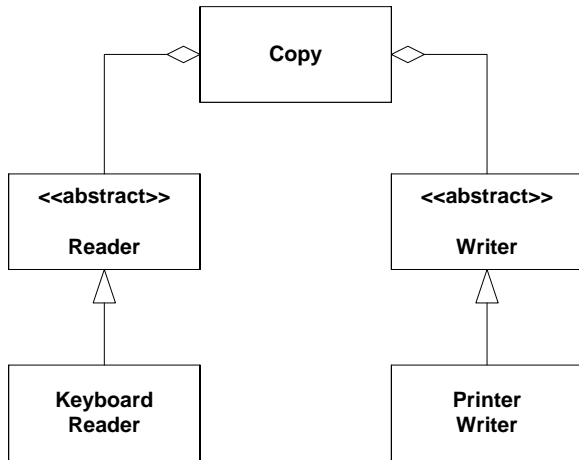 Copy
<<abstract>>
Reader
<<abstract>>
Writer
Keyboard
Reader
Printer
Writer